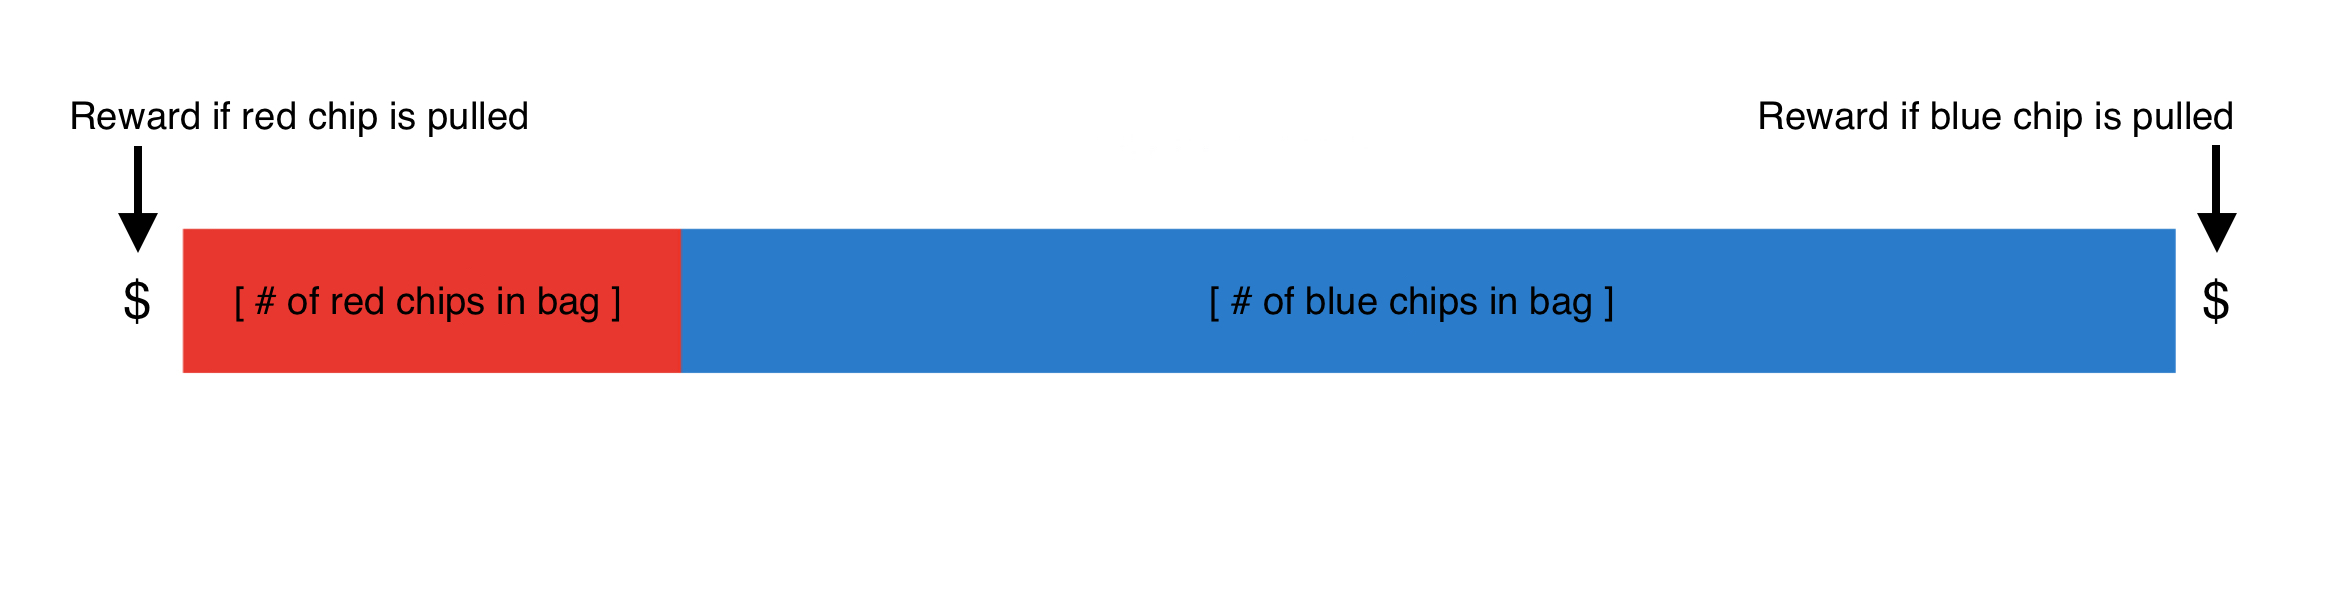 Reward if red chip is pulled
Reward if blue chip is pulled
$ [ # of red chips in bag ] [ # of blue chips in bag ] $